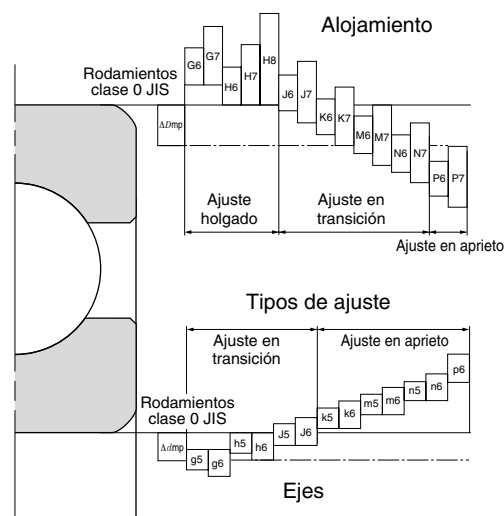 Alojamiento
Rodamientos
clase 0 JIS
G6
G7
H6
H7
H8
J6
J7
K6
K7
M6
M7
N6
N7
P6
P7
ΔDmp
Ajuste
holgado
Ajuste en
transición
Ajuste en aprieto
Tipos de ajuste
Ajuste en
transición
Ajuste en aprieto
Rodamientos
clase 0 JIS
Δdmp
g5
g6
h5
h6
J5
J6
k5
k6
m5
m6
n5
n6
p6
Ejes